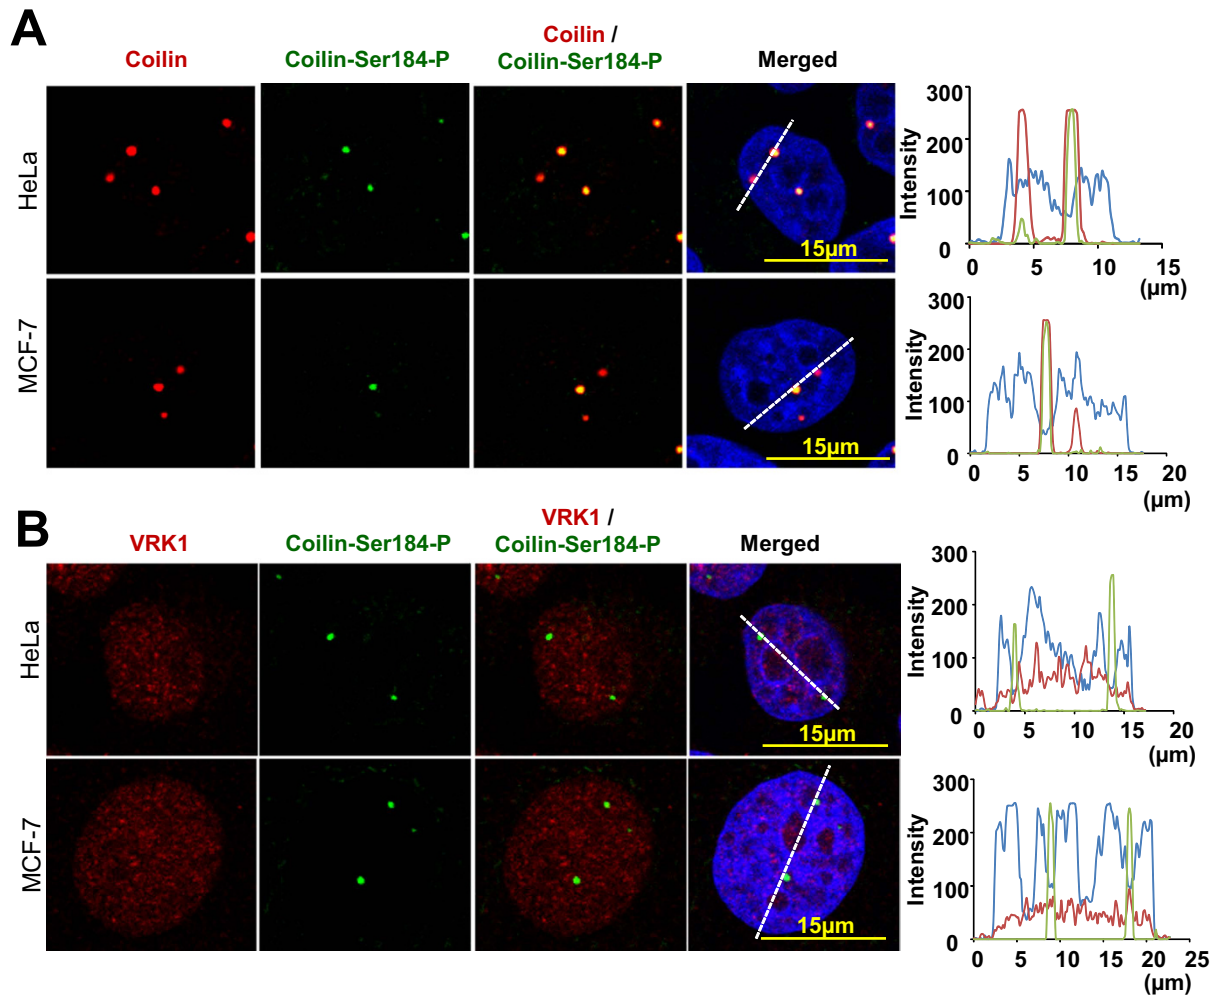 A
Coilin
Coilin-Ser184-P
Coilin /
Coilin-Ser184-P
Merged
HeLa
15µm
300
200
100
0
Intensity
0 5 10 15
(µm)
MCF-7
15µm
300
200
100
0
Intensity
0 5 10 15 20
(µm)
B
VRK1
Coilin-Ser184-P
VRK1 /
Coilin-Ser184-P
Merged
HeLa
15µm
300
200
100
0
Intensity
0 5 10 15 20
(µm)
MCF-7
15µm
300
200
100
0
Intensity
0 5 10 15 20 25
(µm)